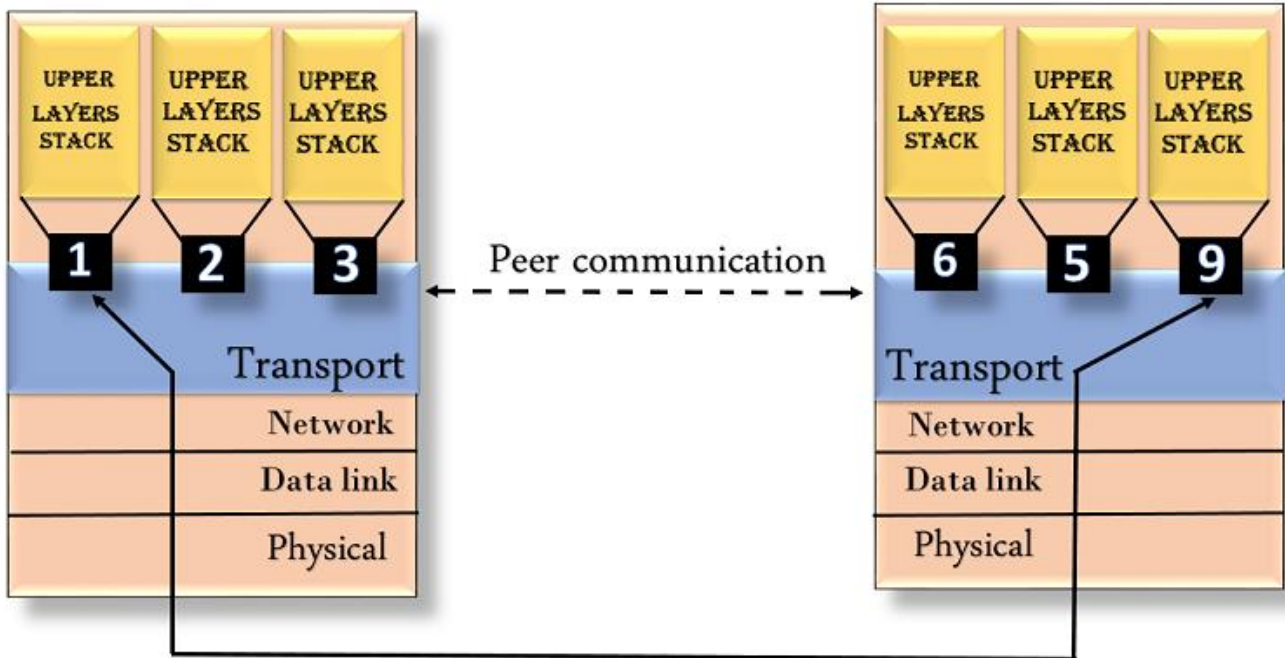 UPPER
LAYERS
STACK
UPPER
LAYERS
STACK
UPPER
LAYERS
STACK
1
2
3
Transport
Network
Data link
Physical
Peer communication
UPPER
LAYERS
STACK
UPPER
LAYERS
STACK
UPPER
LAYERS
STACK
6
5
9
Transport
Network
Data link
Physical